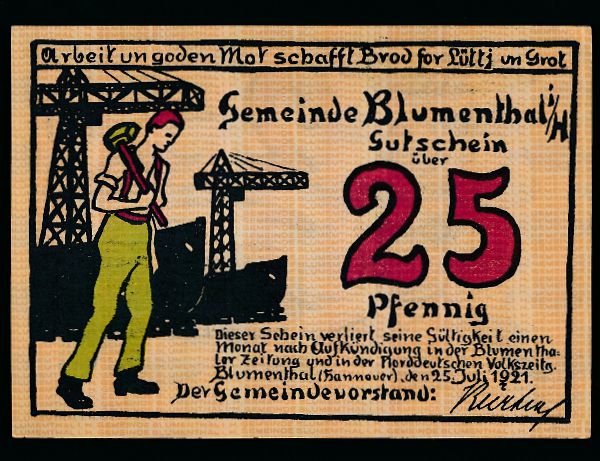 Arbeit un goden Mot schafft Brod for Lüttj un Grot
Gemeinde Blumenthal i/H
Gutschein
über
25
Pfennig
Dieser Schein verliert seine Gültigkeit einen
Monat nach Aufkündigung in der Blumentha=
ler Zeitung und in der Norddeutschen Volkszeitg.
Blumenthal (Hannover), den 25. Juli 1921.
Der Gemeindevorstand: